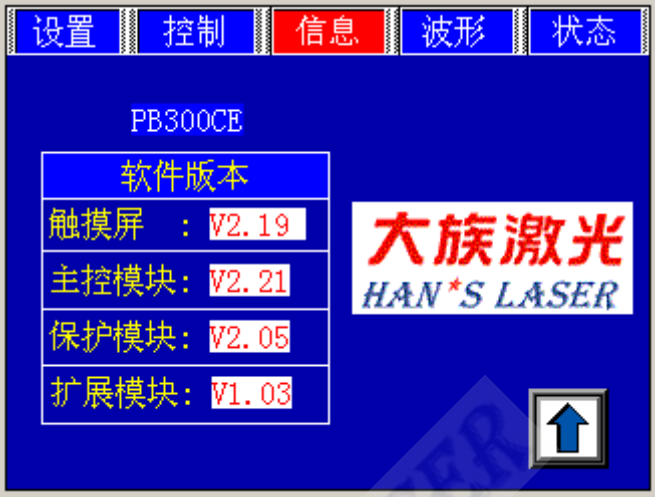 设置 控制 信息 波形 状态
PB300CE
软件版本
触摸屏 : V2.19
主控模块: V2.21
保护模块: V2.05
扩展模块: V1.03
大族激光
HAN*S LASER